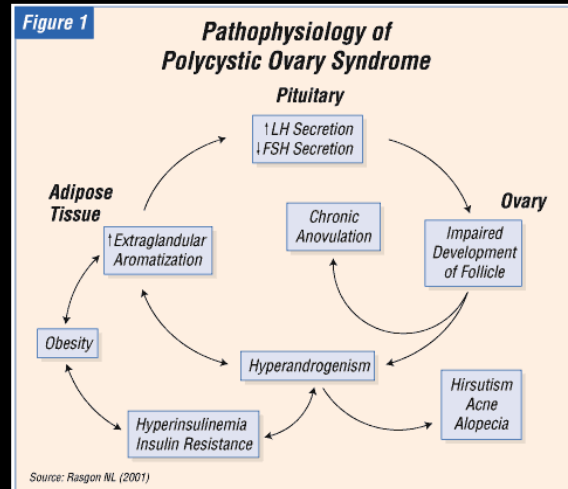 Figure 1
Pathophysiology of
Polycystic Ovary Syndrome
Pituitary
↑LH Secretion
↓FSH Secretion
Adipose
Tissue
Ovary
↑Extraglandular
Aromatization
Chronic
Anovulation
Impaired
Development
of Follicle
Obesity
Hyperandrogenism
Hirsutism
Acne
Alopecia
Hyperinsulinemia
Insulin Resistance
Source: Rasgon NL (2001)